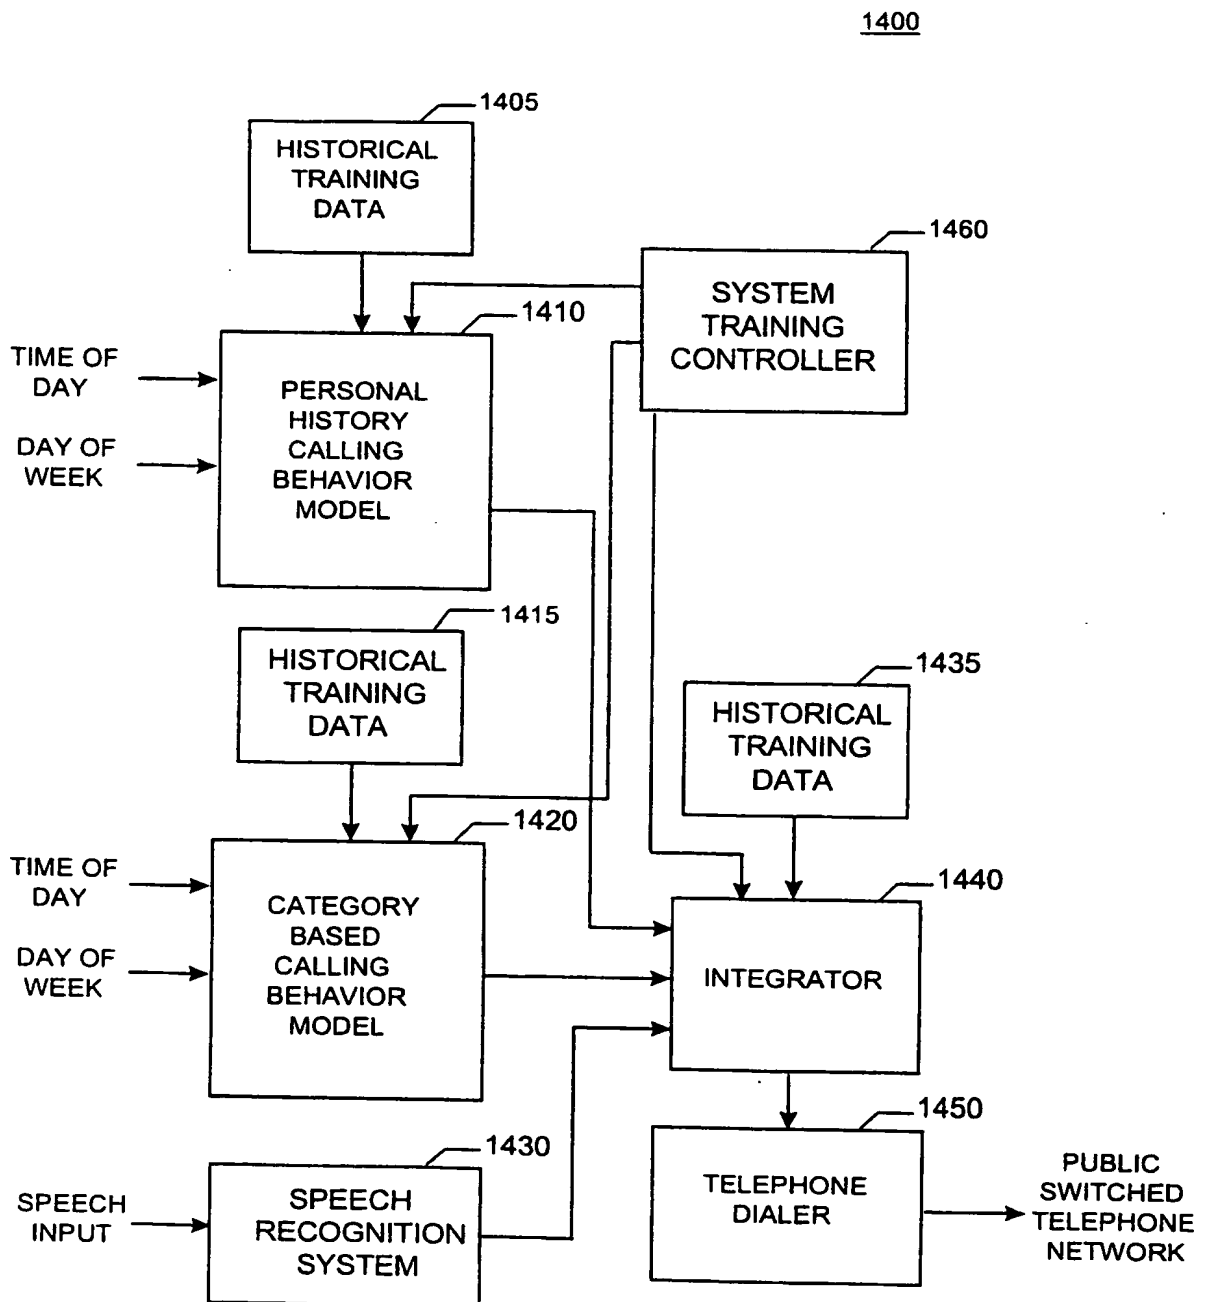 1400
1405
HISTORICAL
TRAINING
DATA
1460
SYSTEM
TRAINING
CONTROLLER
1410
TIME OF
DAY
DAY OF
WEEK
PERSONAL
HISTORY
CALLING
BEHAVIOR
MODEL
1415
HISTORICAL
TRAINING
DATA
1435
HISTORICAL
TRAINING
DATA
1420
TIME OF
DAY
DAY OF
WEEK
CATEGORY
BASED
CALLING
BEHAVIOR
MODEL
1440
INTEGRATOR
1430
SPEECH
INPUT
SPEECH
RECOGNITION
SYSTEM
1450
TELEPHONE
DIALER
PUBLIC
SWITCHED
TELEPHONE
NETWORK